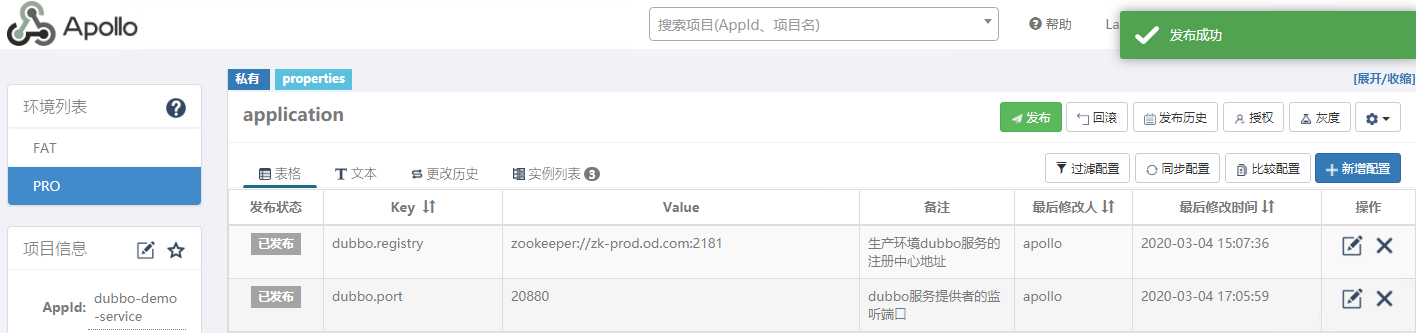 Apollo
搜索项目(AppId、项目名)
帮助
La
发布成功
私有 properties
[展开/收缩]
环境列表
FAT
PRO
application
发布 回滚 发布历史 授权 灰度
表格 文本 更改历史 实例列表 3
过滤配置 同步配置 比较配置 新增配置
发布状态 Key Value 备注 最后修改人 最后修改时间 操作
已发布 dubbo.registry zookeeper://zk-prod.od.com:2181 生产环境dubbo服务的 apollo 2020-03-04 15:07:36
注册中心地址
已发布 dubbo.port 20880 dubbo服务提供者的监 apollo 2020-03-04 17:05:59
听端口
项目信息
AppId: dubbo-demo
-service